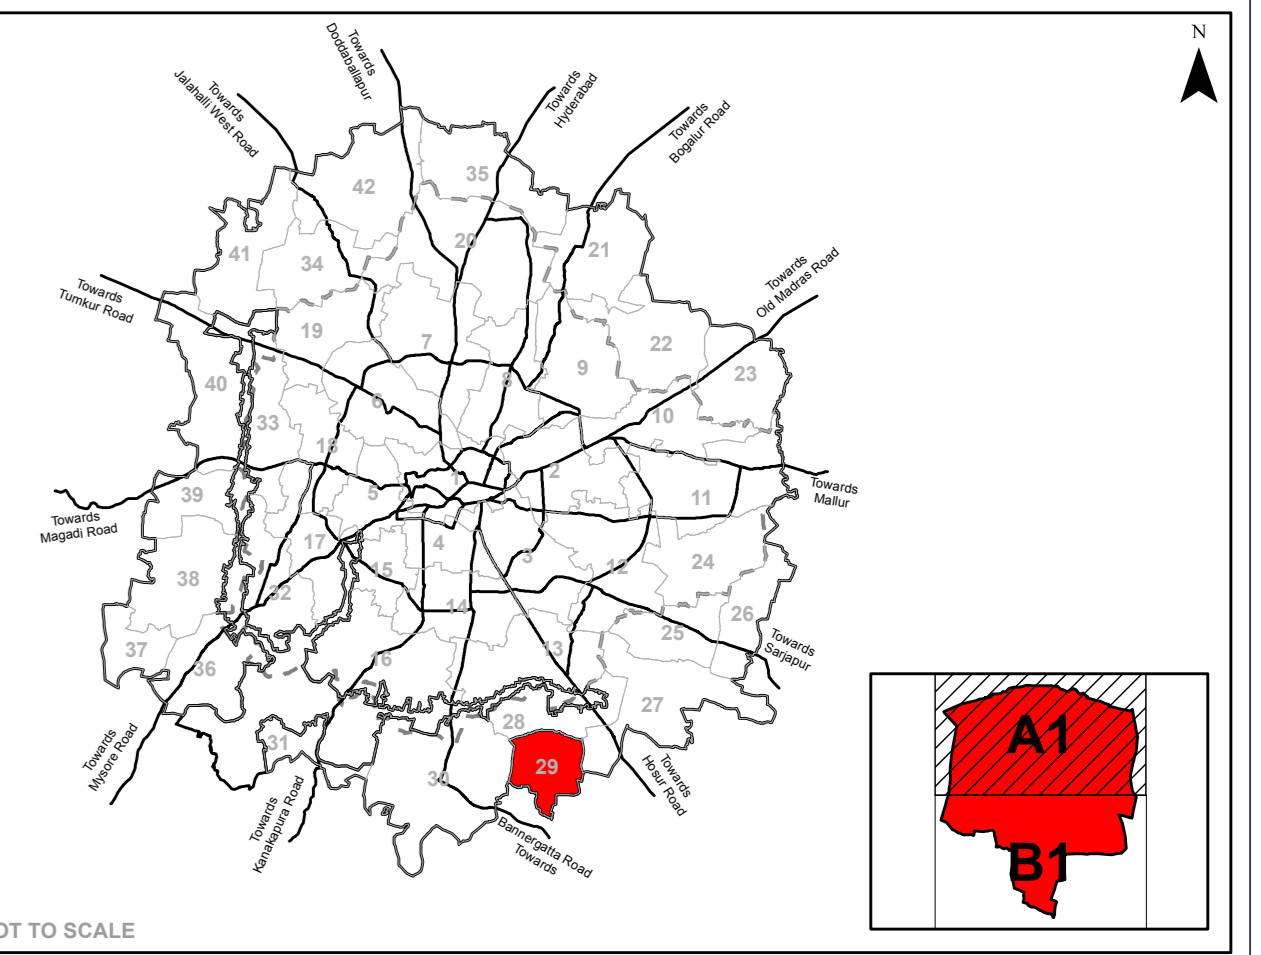 N
Towards
Doddaballapur
Towards
Jalahalli West Road
Towards
Hyderabad
Towards
Bogalur Road
42
35
41
34
20
21
Towards
Tumkur Road
Towards
Old Madras Road
19
7
22
40
33
6
8
9
23
10
18
39
5
1
2
11
Towards
Mallur
Towards
Magadi Road
17
4
3
38
32
15
12
24
14
26
37
36
16
13
25
Towards
Sarjapur
27
28
31
30
29
Towards
Mysore Road
Towards
Kanakapura Road
Bannergatta Road
Towards
Towards
Hosur Road
A1
B1
OT TO SCALE